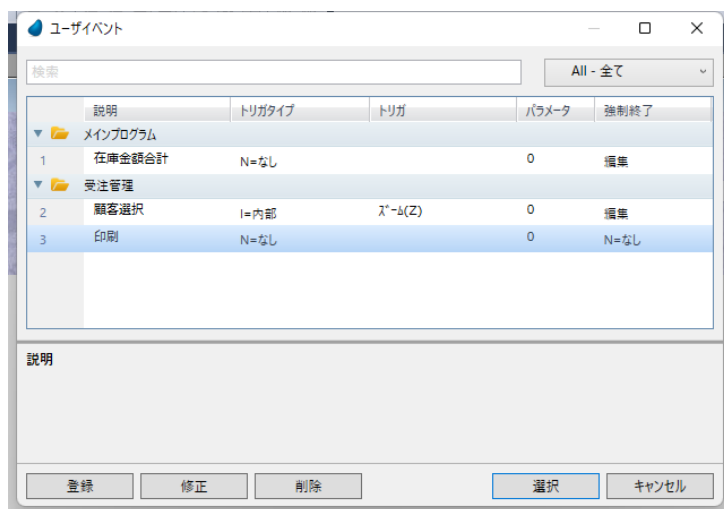 ユーザイベント
検索
All - 全て
説明 トリガタイプ トリガ パラメータ 強制終了
メインプログラム
1 在庫金額合計 N=なし 0 編集
受注管理
2 顧客選択 I=内部 ズーム(Z) 0 編集
3 印刷 N=なし 0 N=なし
説明
登録 修正 削除 選択 キャンセル